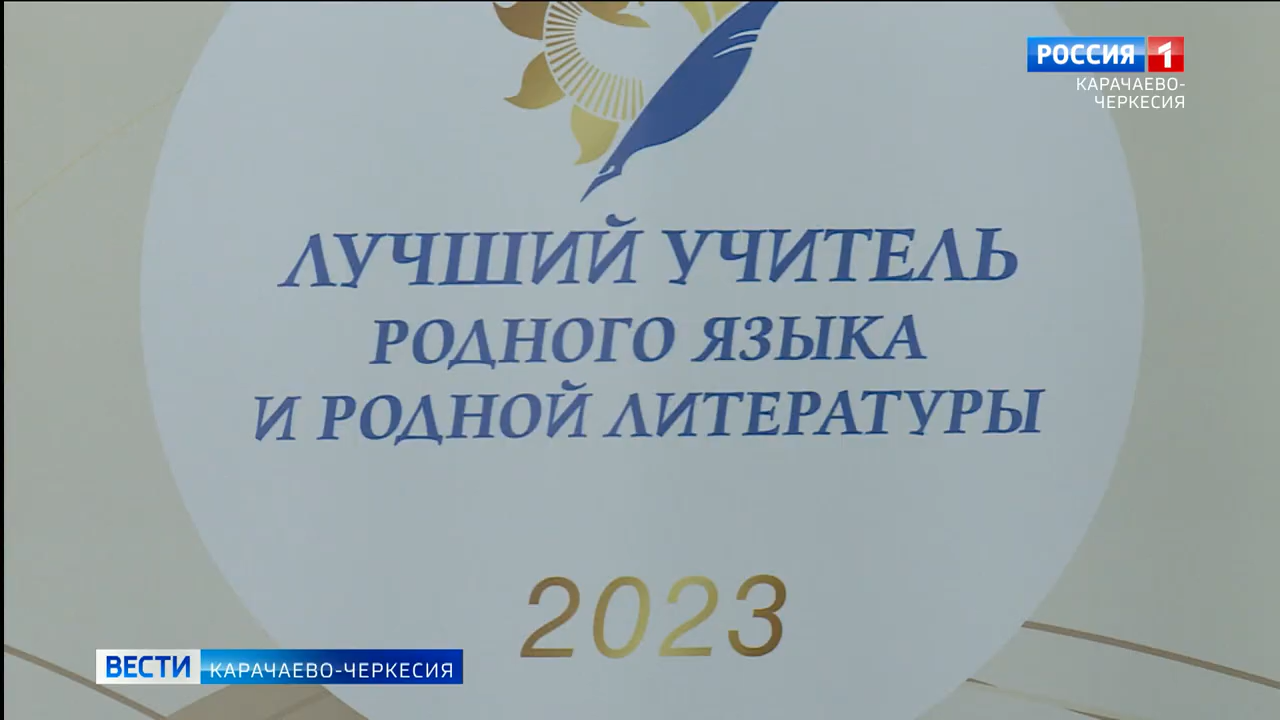 РОССИЯ 1
КАРАЧАЕВО-
ЧЕРКЕСИЯ
ЛУЧШИЙ УЧИТЕЛЬ
РОДНОГО ЯЗЫКА
И РОДНОЙ ЛИТЕРАТУРЫ
2023
ВЕСТИ КАРАЧАЕВО-ЧЕРКЕСИЯ